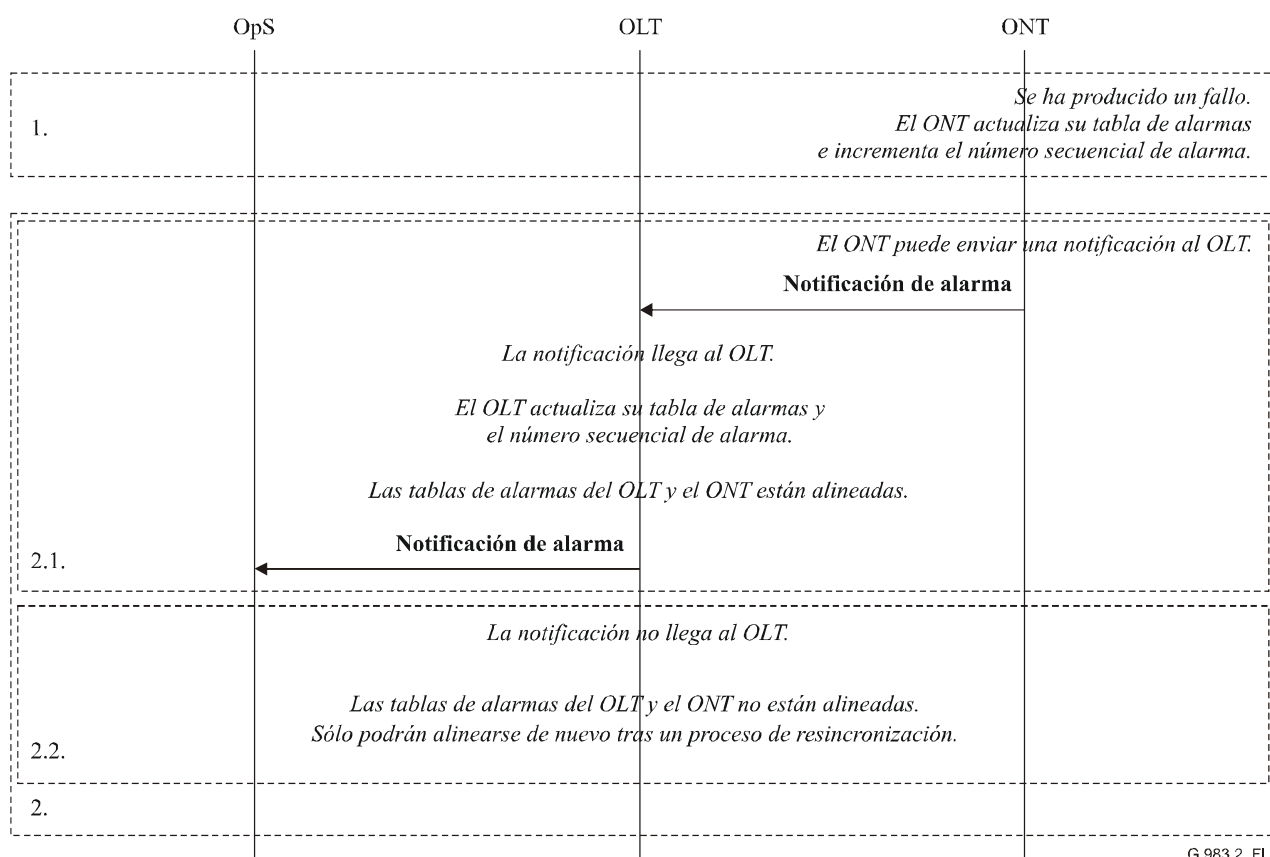 OpS OLT ONT
Se ha producido un fallo.
El ONT actualiza su tabla de alarmas
e incrementa el número secuencial de alarma.
1.
El ONT puede enviar una notificación al OLT.
Notificación de alarma
La notificación llega al OLT.
El OLT actualiza su tabla de alarmas y
el número secuencial de alarma.
Las tablas de alarmas del OLT y el ONT están alineadas.
Notificación de alarma
2.1.
La notificación no llega al OLT.
Las tablas de alarmas del OLT y el ONT no están alineadas.
Sólo podrán alinearse de nuevo tras un proceso de resincronización.
2.2.
2.
G.983.2_FI